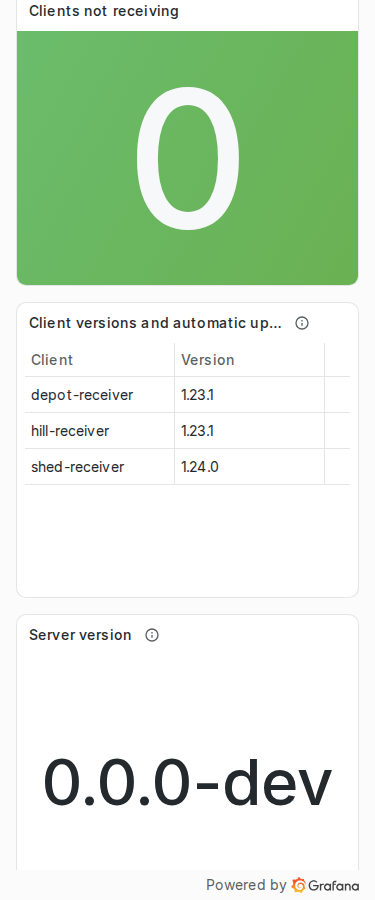 Clients not receiving
0
Client versions and automatic up...
Client Version
depot-receiver 1.23.1
hill-receiver 1.23.1
shed-receiver 1.24.0
Server version
0.0.0-dev
Powered by Grafana